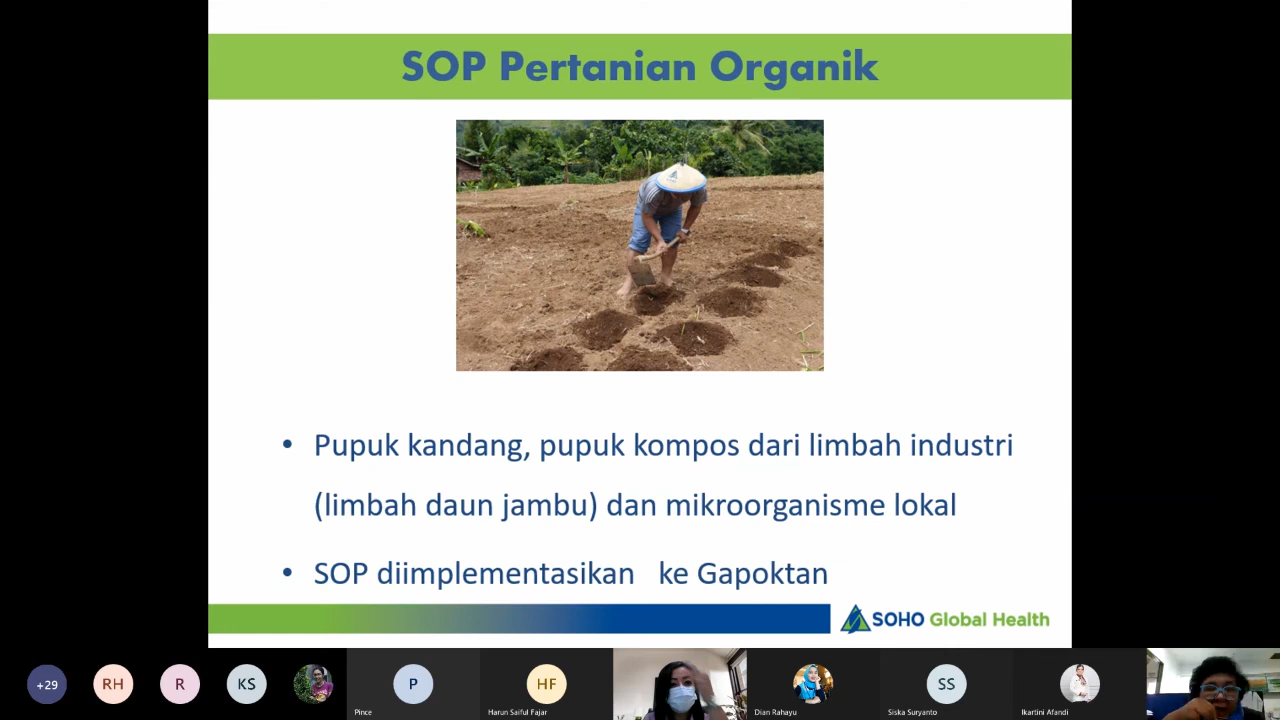 SOP Pertanian Organik
• Pupuk kandang, pupuk kompos dari limbah industri
(limbah daun jambu) dan mikroorganisme lokal
• SOP diimplementasikan ke Gapoktan
SOHO Global Health
+29
RH
R
KS
P
Pince
HF
Harun Saiful Fajar
Dian Rahayu
SS
Siska Suryanto
Ikartini Afandi